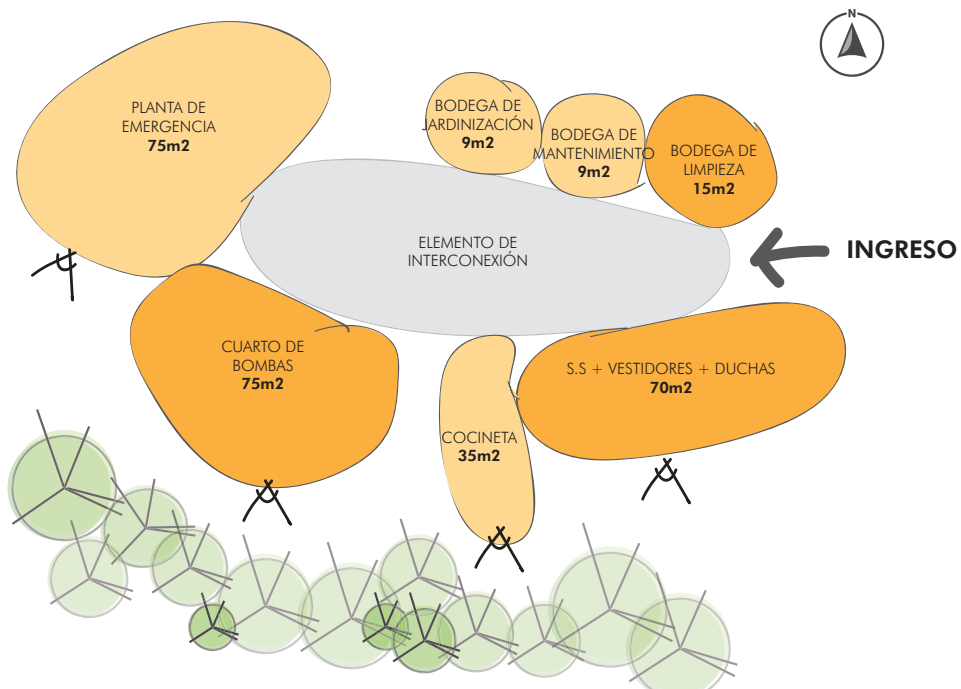 N
PLANTA DE
EMERGENCIA
75m2
BODEGA DE
JARDINIZACIÓN
9m2
BODEGA DE
MANTENIMIENTO
9m2
BODEGA DE
LIMPIEZA
15m2
ELEMENTO DE
INTERCONEXIÓN
INGRESO
CUARTO DE
BOMBAS
75m2
S.S + VESTIDORES + DUCHAS
70m2
COCINETA
35m2